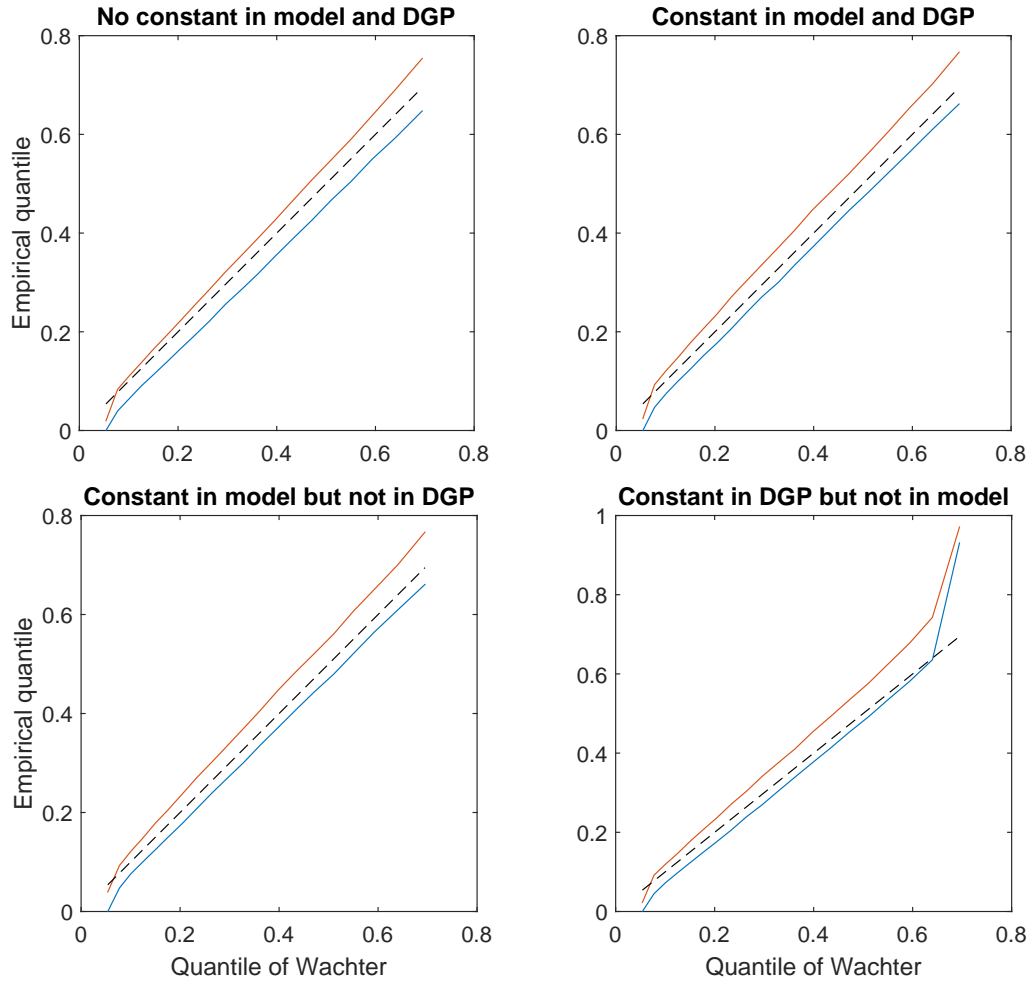 No constant in model and DGP
0.8
0.6
0.4
0.2
0
0 0.2 0.4 0.6 0.8
Empirical quantile
Constant in model and DGP
0.8
0.6
0.4
0.2
0
0 0.2 0.4 0.6 0.8
Constant in model but not in DGP
0.8
0.6
0.4
0.2
0
0 0.2 0.4 0.6 0.8
Empirical quantile
Quantile of Wachter
Constant in DGP but not in model
1
0.8
0.6
0.4
0.2
0
0 0.2 0.4 0.6 0.8
Quantile of Wachter